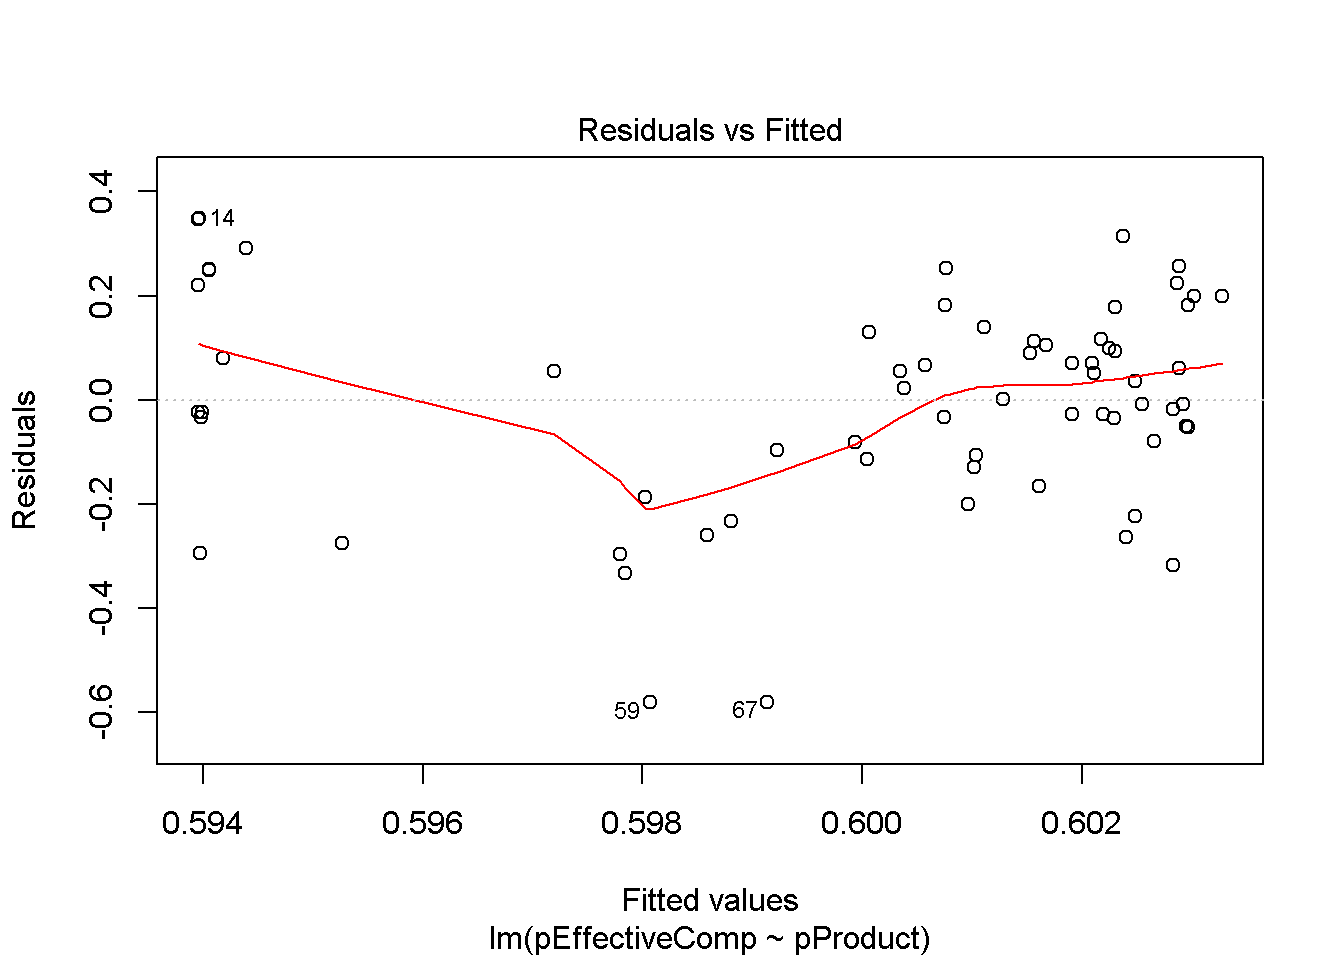 Residuals vs Fitted
Residuals
0.4
0.2
0.0
-0.2
-0.4
-0.6
14
59
67
0.594 0.596 0.598 0.600 0.602
Fitted values
lm(pEffectiveComp ~ pProduct)